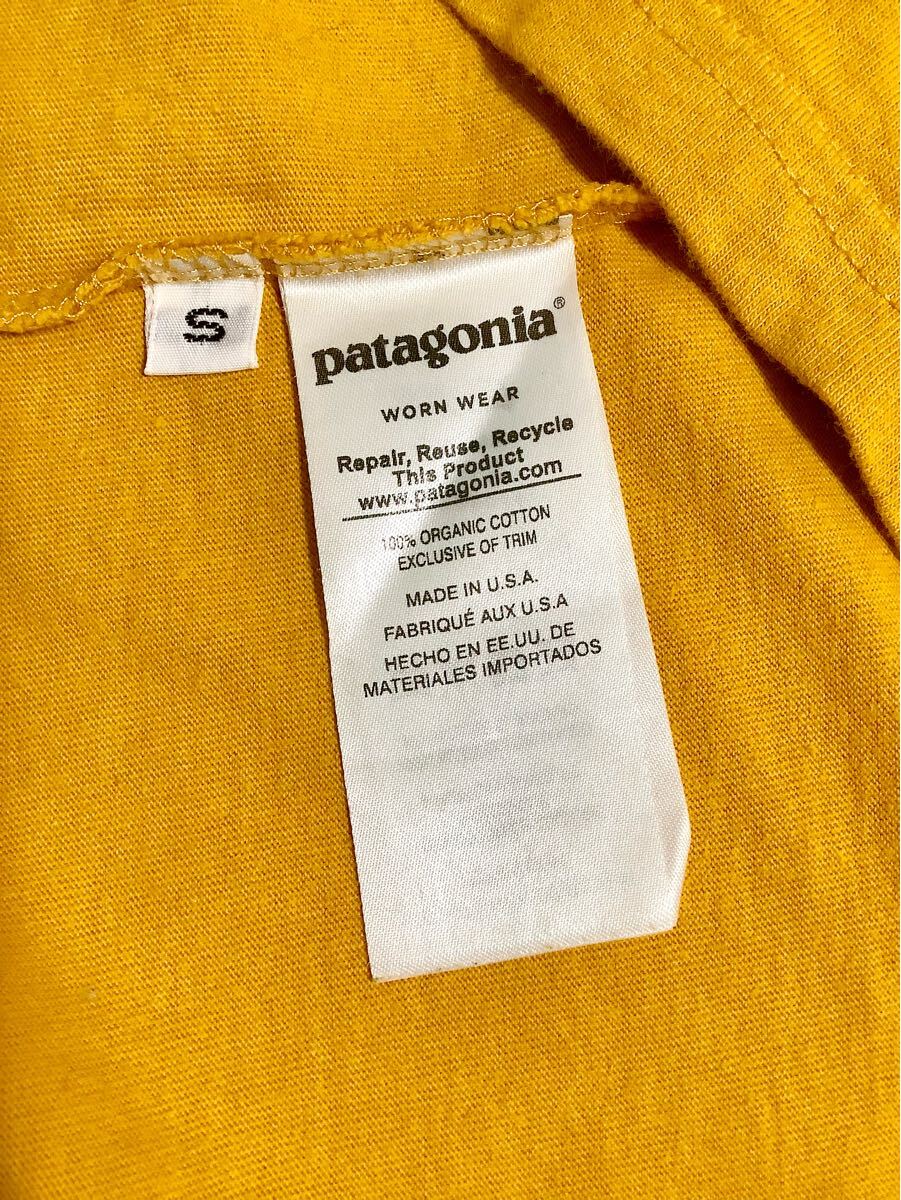 S
patagonia®
WORN WEAR
Repair, Reuse, Recycle
This Product
www.patagonia.com
100% ORGANIC COTTON
EXCLUSIVE OF TRIM
MADE IN U.S.A.
FABRIQUÉ AUX U.S.A
HECHO EN EE.UU. DE
MATERIALES IMPORTADOS